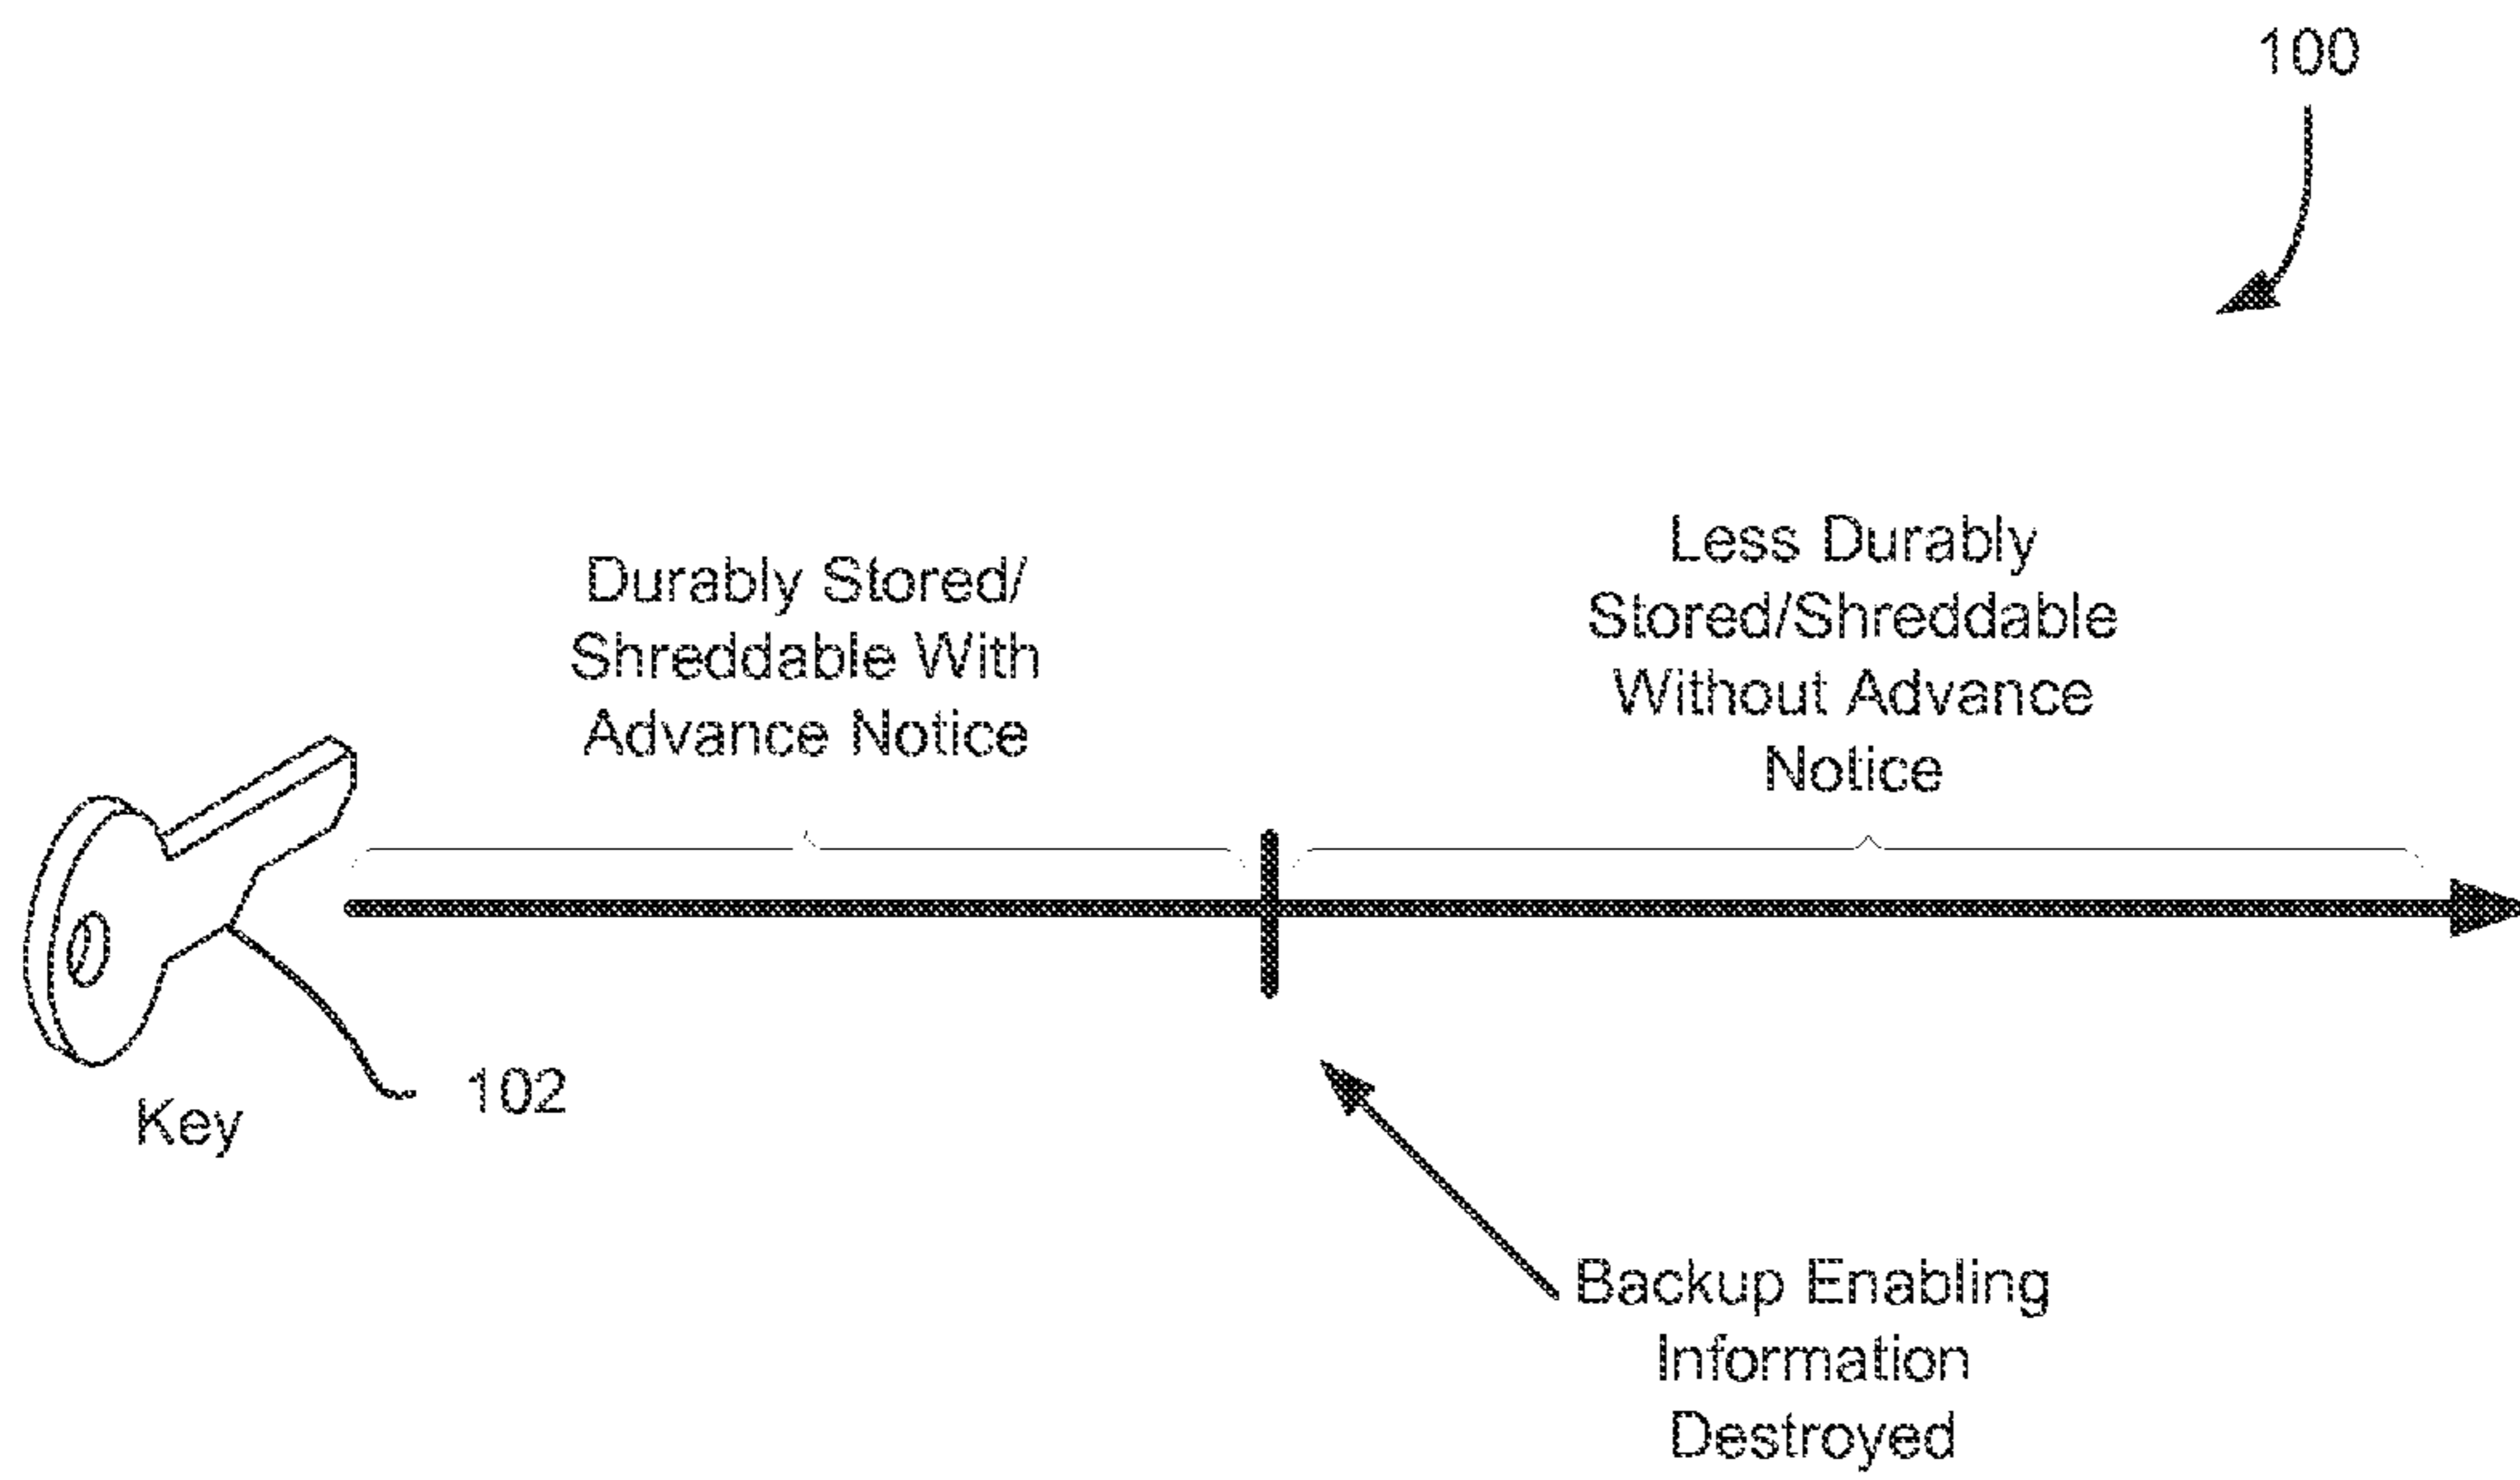 100
Durably Stored/
Shreddable With
Advance Notice
Less Durably
Stored/Shreddable
Without Advance
Notice
Key
102
Backup Enabling
Information
Destroyed